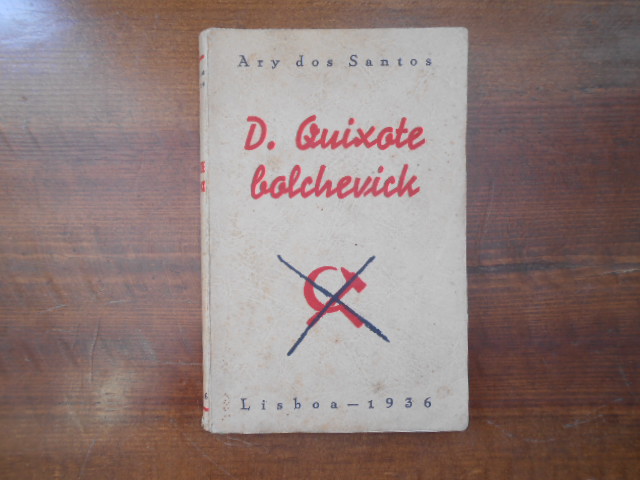 Ary dos Santos
D. Quixote
bolchevick
Lisboa — 1936